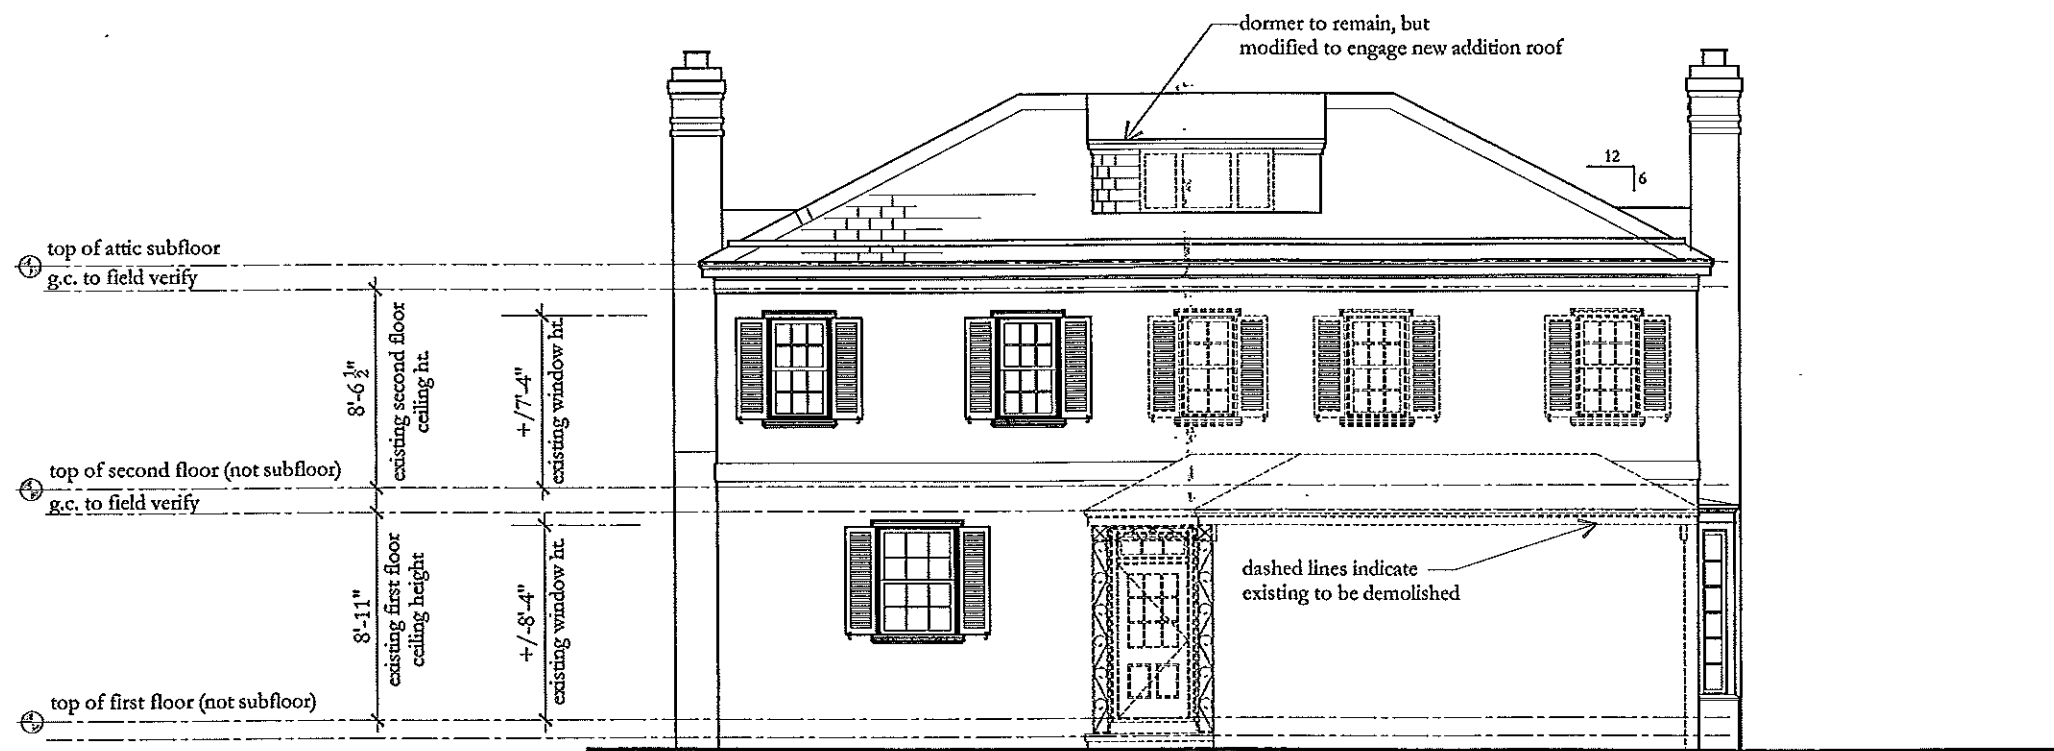 dormer to remain, but
modified to engage new addition roof
12
6
top of attic subfloor
g.c. to field verify
8'-6 1/2"
existing second floor
ceiling ht.
+/7'-4"
existing window ht.
top of second floor (not subfloor)
g.c. to field verify
8'-11"
existing first floor
ceiling height
+/-8'-4"
existing window ht.
dashed lines indicate
existing to be demolished
top of first floor (not subfloor)